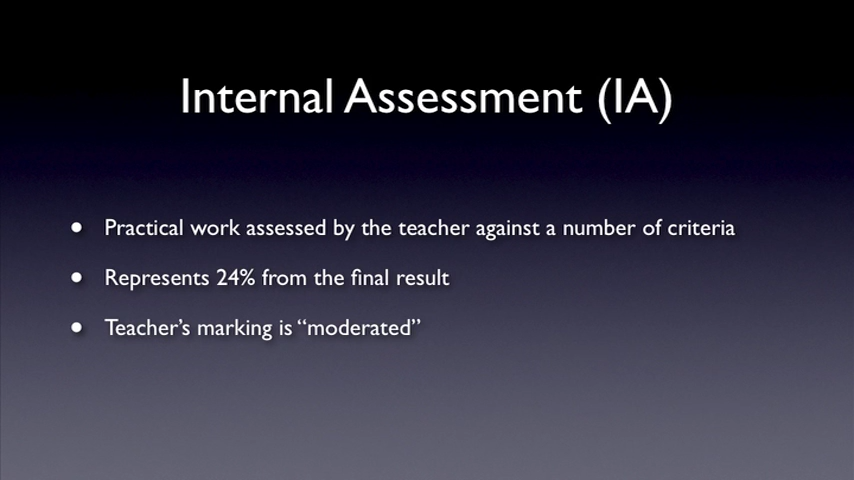 Internal Assessment (IA)
• Practical work assessed by the teacher against a number of criteria
• Represents 24% from the final result
• Teacher’s marking is “moderated”